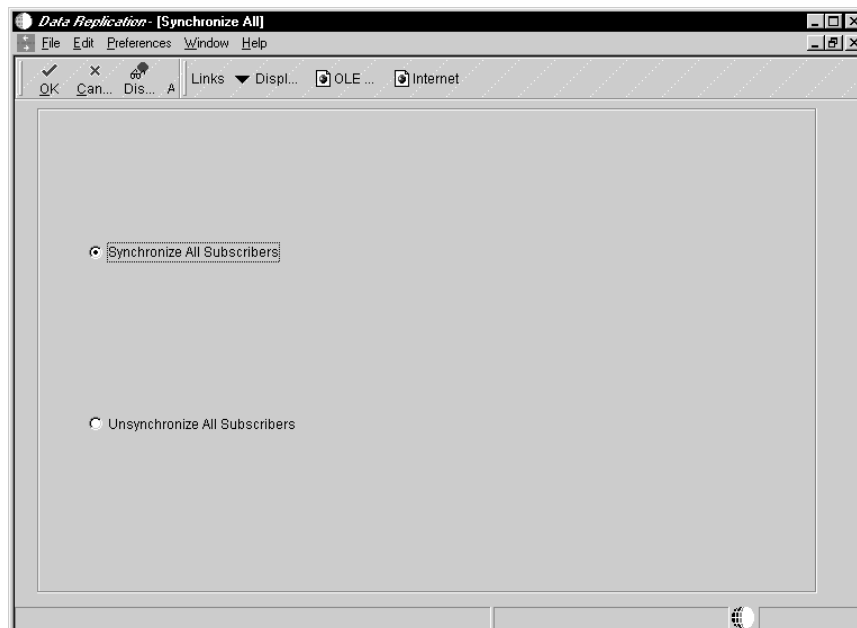 Data Replication - [Synchronize All]
File Edit Preferences Window Help
OK Can... Dis... A Links Displ... OLE ... Internet
Synchronize All Subscribers
Unsynchronize All Subscribers